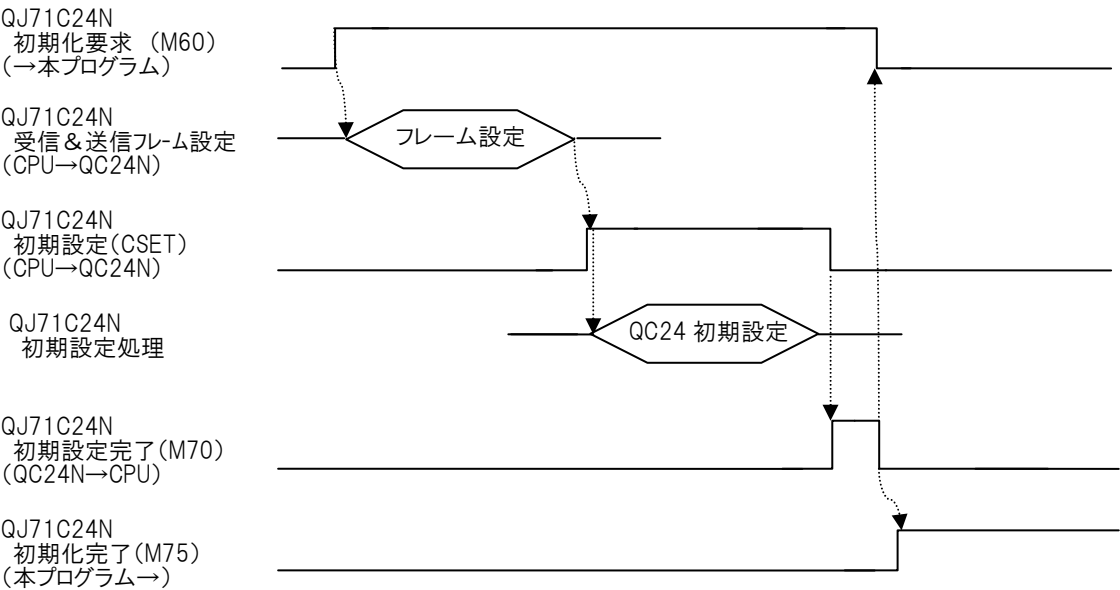 QJ71C24N
初期化要求 (M60)
(→本プログラム)
QJ71C24N
受信＆送信フレーム設定
(CPU→QC24N)
フレーム設定
QJ71C24N
初期設定(CSET)
(CPU→QC24N)
QJ71C24N
初期設定処理
QC24 初期設定
QJ71C24N
初期設定完了(M70)
(QC24N→CPU)
QJ71C24N
初期化完了(M75)
(本プログラム→)